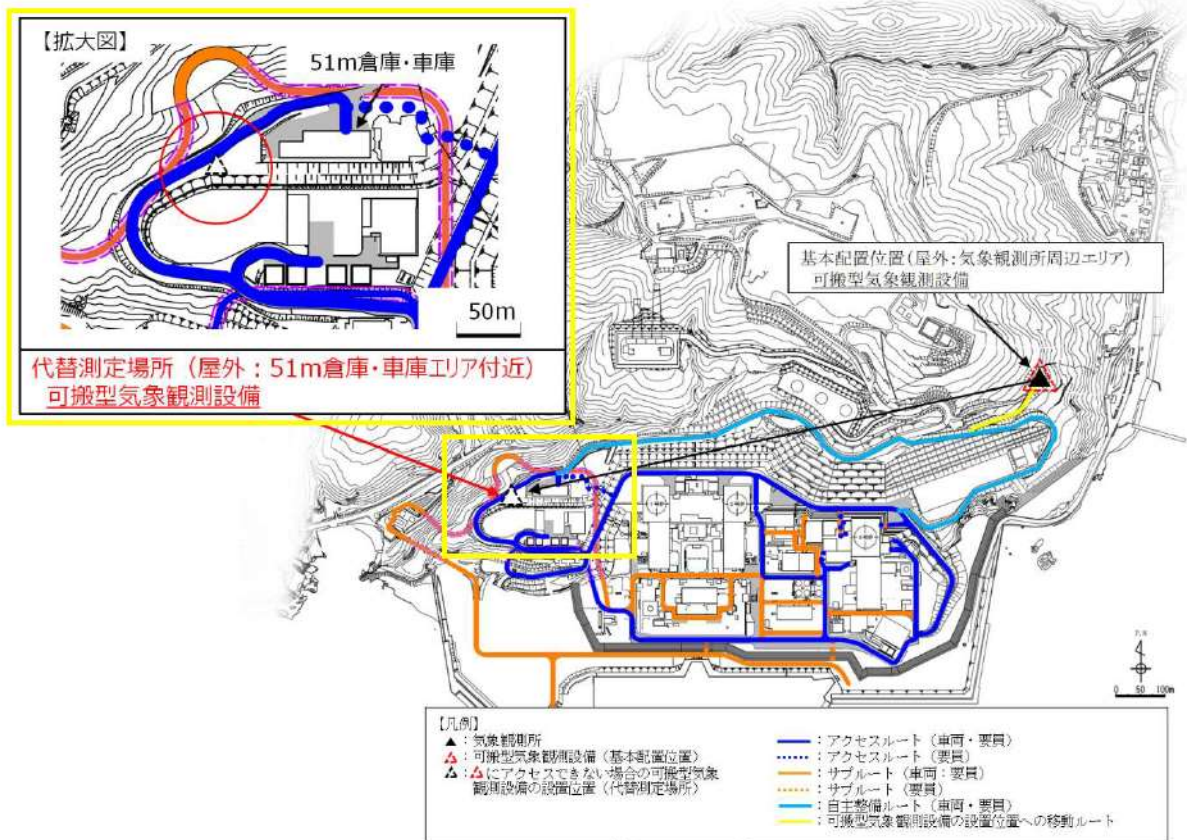 【拡大図】
51m倉庫・車庫
50m
代替測定場所（屋外：51m倉庫・車庫エリア付近）
可搬型気象観測設備
基本配置位置（屋外：気象観測所周辺エリア）
可搬型気象観測設備
0 50 100m
【凡例】
▲：気象観測所
：可搬型気象観測設備（基本配置位置）
：にアクセスできない場合の可搬型気象
観測設備の設置位置（代替測定場所）
：アクセスルート（車両・要員）
：アクセスルート（要員）
：サブルート（車両：要員）
：サブルート（要員）
：自主整備ルート（車両・要員）
：可搬型気象観測設備の設置位置への移動ルート